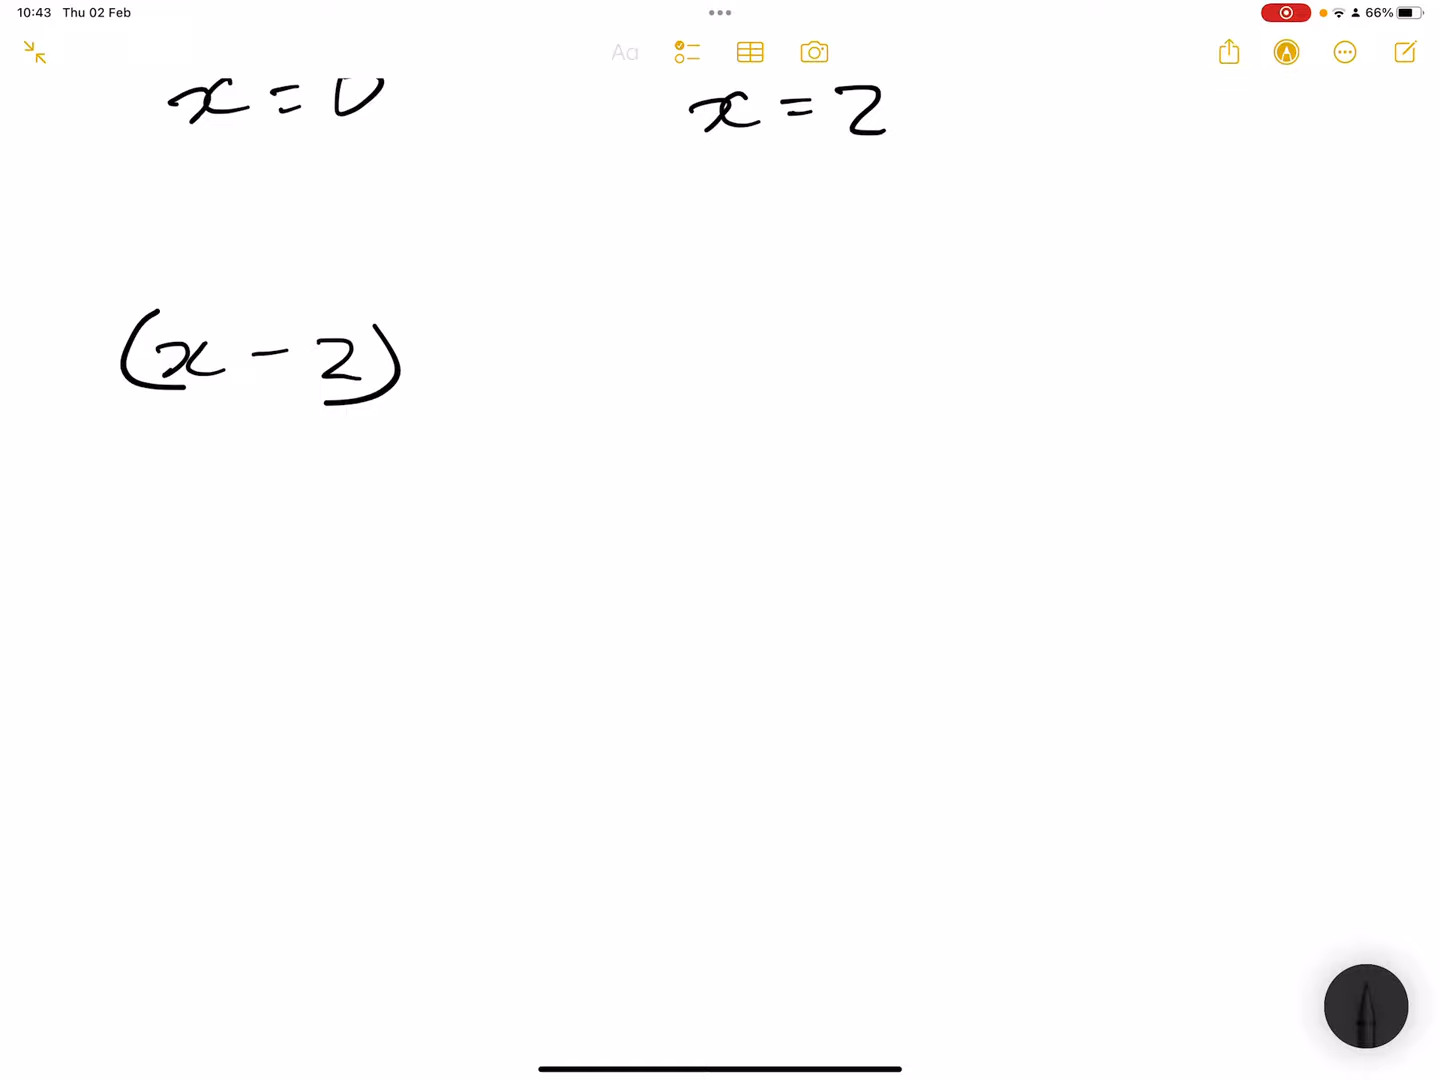 10:43 Thu 02 Feb 66%
Aa
x = 0 x = 2
(x - 2)